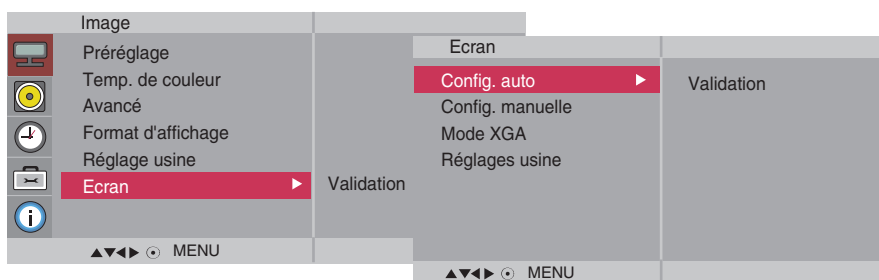 Image
Préréglage
Temp. de couleur
Avancé
Format d'affichage
Réglage usine
Ecran
Validation
MENU
Ecran
Config. auto
Validation
Config. manuelle
Mode XGA
Réglages usine
MENU